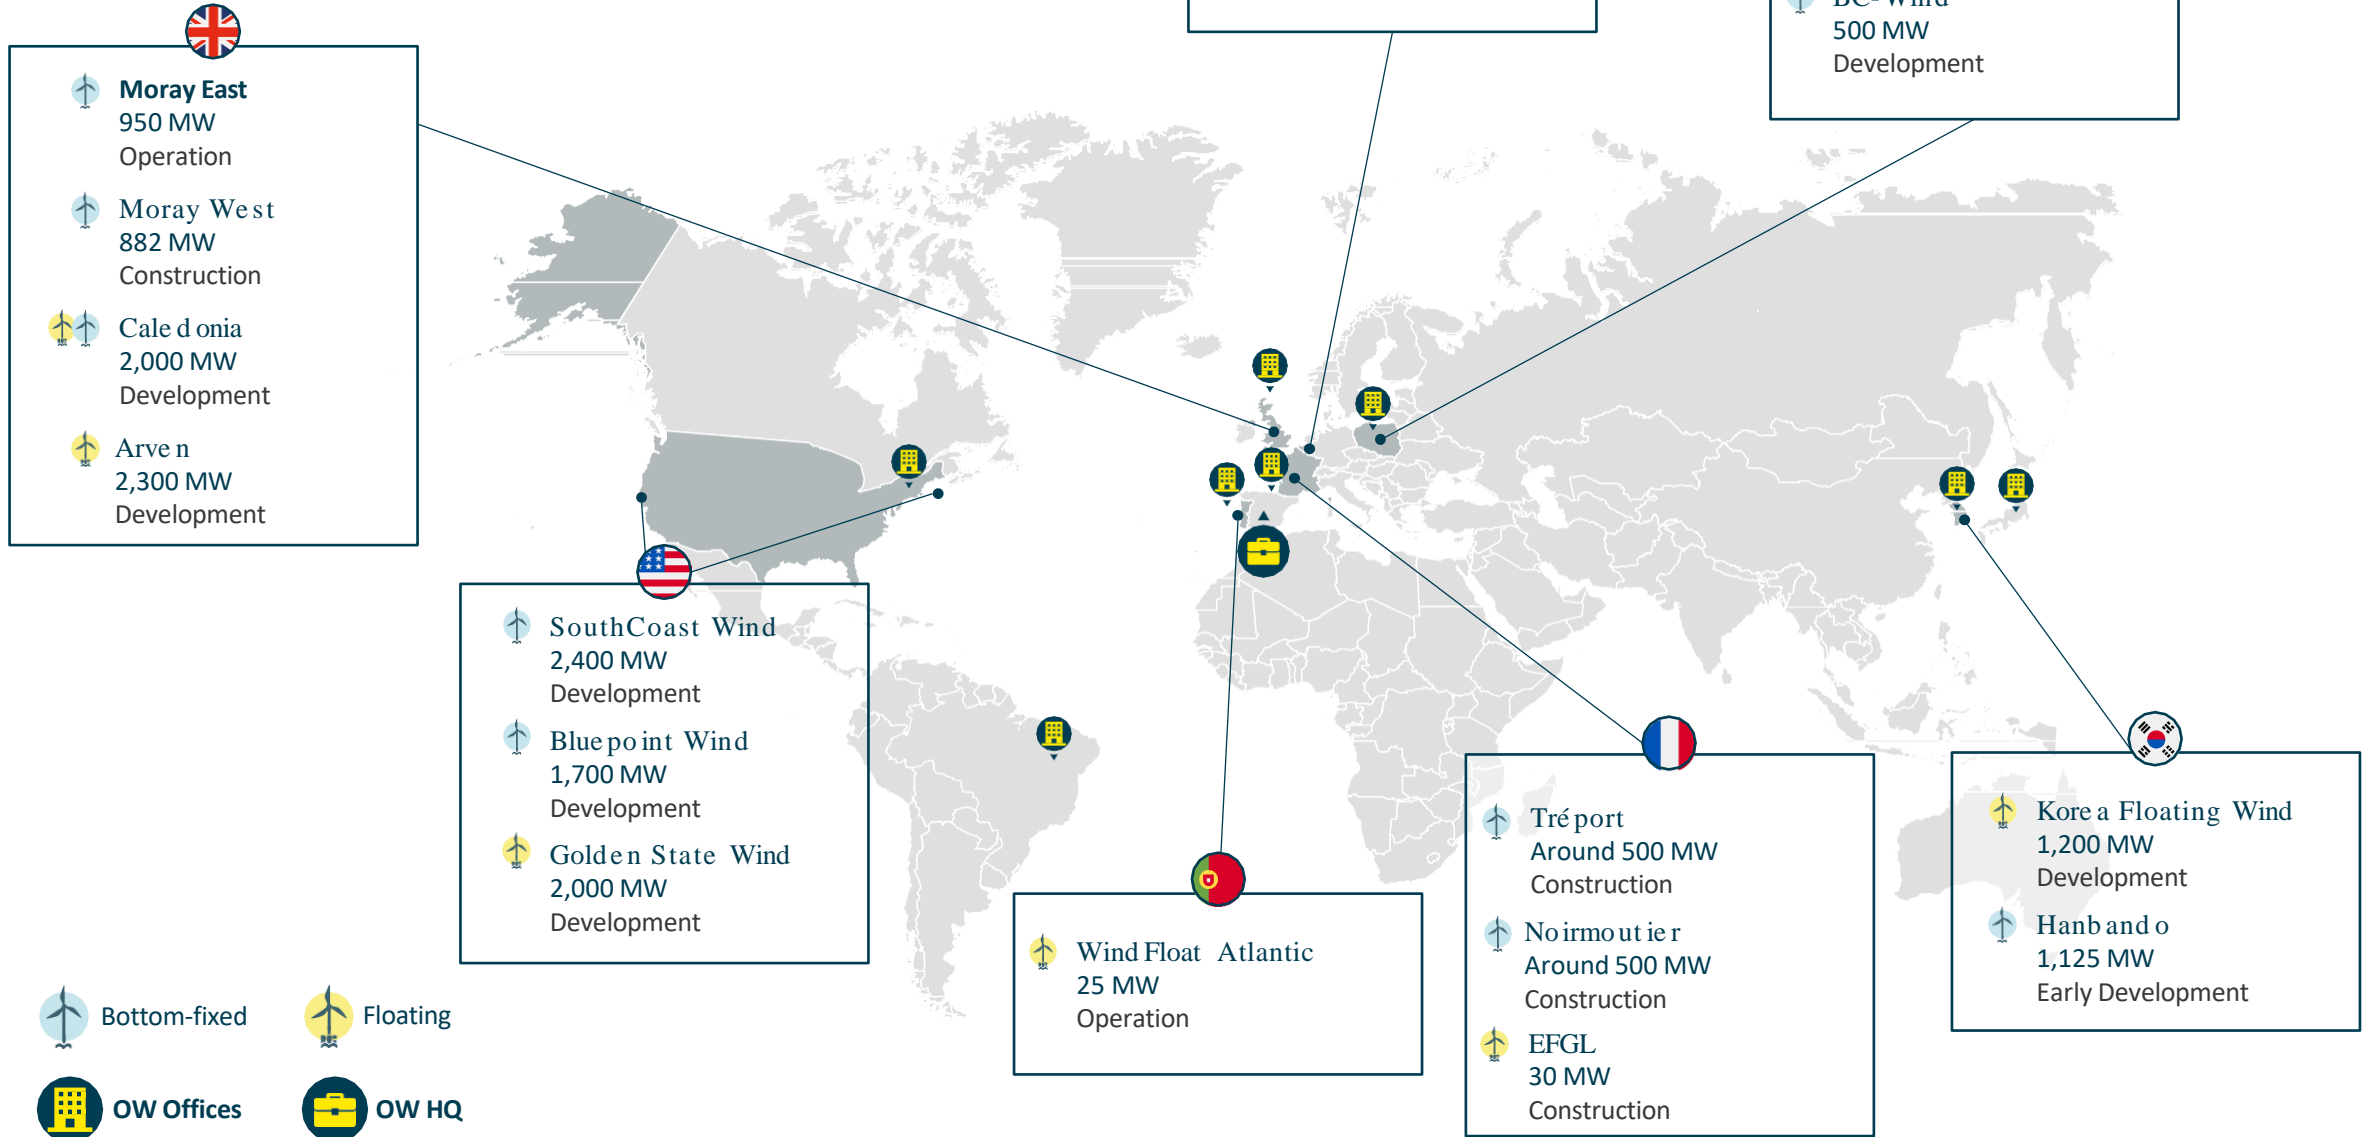 BC-Wind
500 MW
Development
Moray East
950 MW
Operation
Moray West
882 MW
Construction
Caledonia
2,000 MW
Development
Arven
2,300 MW
Development
SouthCoast Wind
2,400 MW
Development
Bluepoint Wind
1,700 MW
Development
Golden State Wind
2,000 MW
Development
WindFloat Atlantic
25 MW
Operation
Tréport
Around 500 MW
Construction
Noirmoutier
Around 500 MW
Construction
EFGL
30 MW
Construction
Korea Floating Wind
1,200 MW
Development
Hanbando
1,125 MW
Early Development
Bottom-fixed
Floating
OW Offices
OW HQ